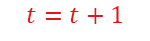 t = t + 1